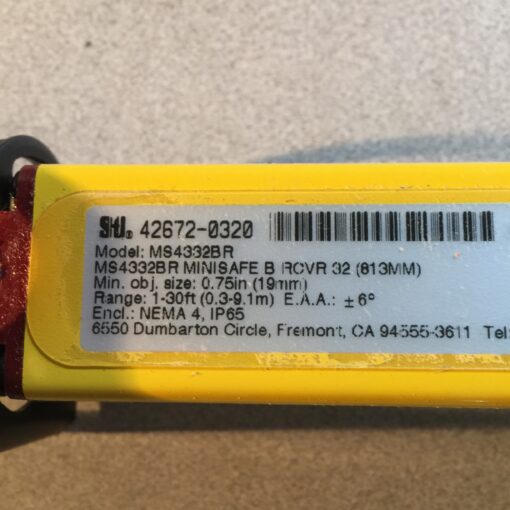 STI® 42672-0320
Model: MS4332BR
MS4332BR MINISAFE B RCVR 32 (813MM)
Min. obj. size: 0.75in (19mm)
Range: 1-30ft (0.3-9.1m) E.A.A.: ±6°
Encl.: NEMA 4, IP65
6550 Dumbarton Circle, Fremont, CA 94555-3611 Tel: